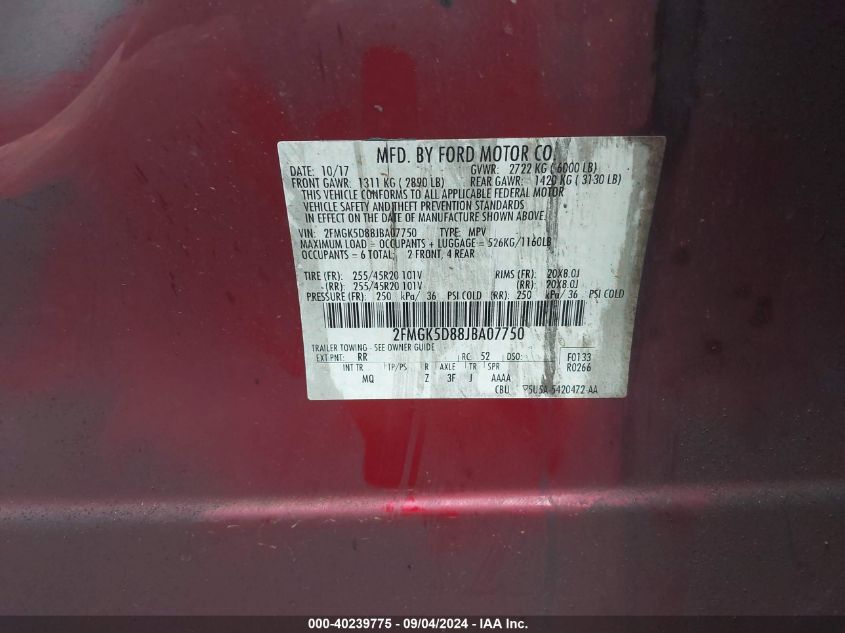 MFD. BY FORD MOTOR CO.
DATE: 10/17 GVWR: 2722 KG ( 6000 LB)
FRONT GAWR: 1311 KG ( 2890 LB) REAR GAWR: 1420 KG ( 3130 LB)
THIS VEHICLE CONFORMS TO ALL APPLICABLE FEDERAL MOTOR
VEHICLE SAFETY AND THEFT PREVENTION STANDARDS
IN EFFECT ON THE DATE OF MANUFACTURE SHOWN ABOVE.
VIN: 2FMGK5D88JBA07750 TYPE: MPV
MAXIMUM LOAD = OCCUPANTS + LUGGAGE = 526KG/1160LB
OCCUPANTS = 6 TOTAL; 2 FRONT, 4 REAR
TIRE (FR): 255/45R20 101V RIMS (FR): 20X8.0J
(RR): 255/45R20 101V (RR): 20X8.0J
PRESSURE (FR): 250 kPa/ 36 PSI COLD (RR): 250 kPa/ 36 PSI COLD
2FMGK5D88JBA07750
TRAILER TOWING - SEE OWNER GUIDE
EXT PNT: RR RC: 52 DSO: F0133
INT TR TP/PS R AXLE TR SPR R0266
MQ Z 3F J AAAA
CBU 5U5A-5420472-AA
000-40239775 - 09/04/2024 - IAA Inc.